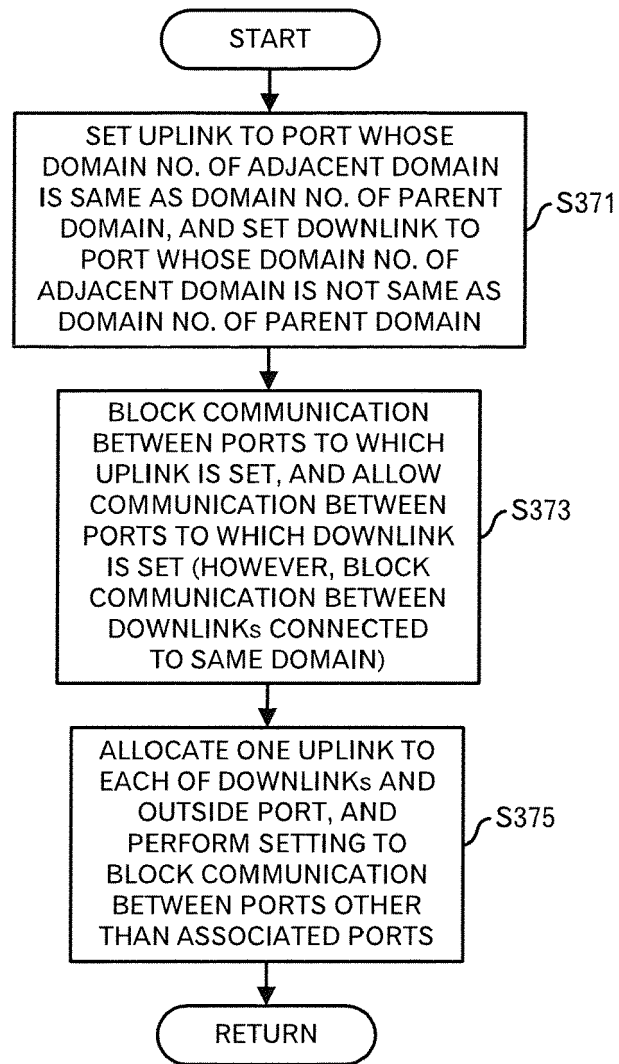 START
SET UPLINK TO PORT WHOSE
DOMAIN NO. OF ADJACENT DOMAIN
IS SAME AS DOMAIN NO. OF PARENT
DOMAIN, AND SET DOWNLINK TO
PORT WHOSE DOMAIN NO. OF
ADJACENT DOMAIN IS NOT SAME AS
DOMAIN NO. OF PARENT DOMAIN
S371
BLOCK COMMUNICATION
BETWEEN PORTS TO WHICH
UPLINK IS SET, AND ALLOW
COMMUNICATION BETWEEN
PORTS TO WHICH DOWNLINK
IS SET (HOWEVER, BLOCK
COMMUNICATION BETWEEN
DOWNLINKs CONNECTED
TO SAME DOMAIN)
S373
ALLOCATE ONE UPLINK TO
EACH OF DOWNLINKs AND
OUTSIDE PORT, AND
PERFORM SETTING TO
BLOCK COMMUNICATION
BETWEEN PORTS OTHER
THAN ASSOCIATED PORTS
S375
RETURN